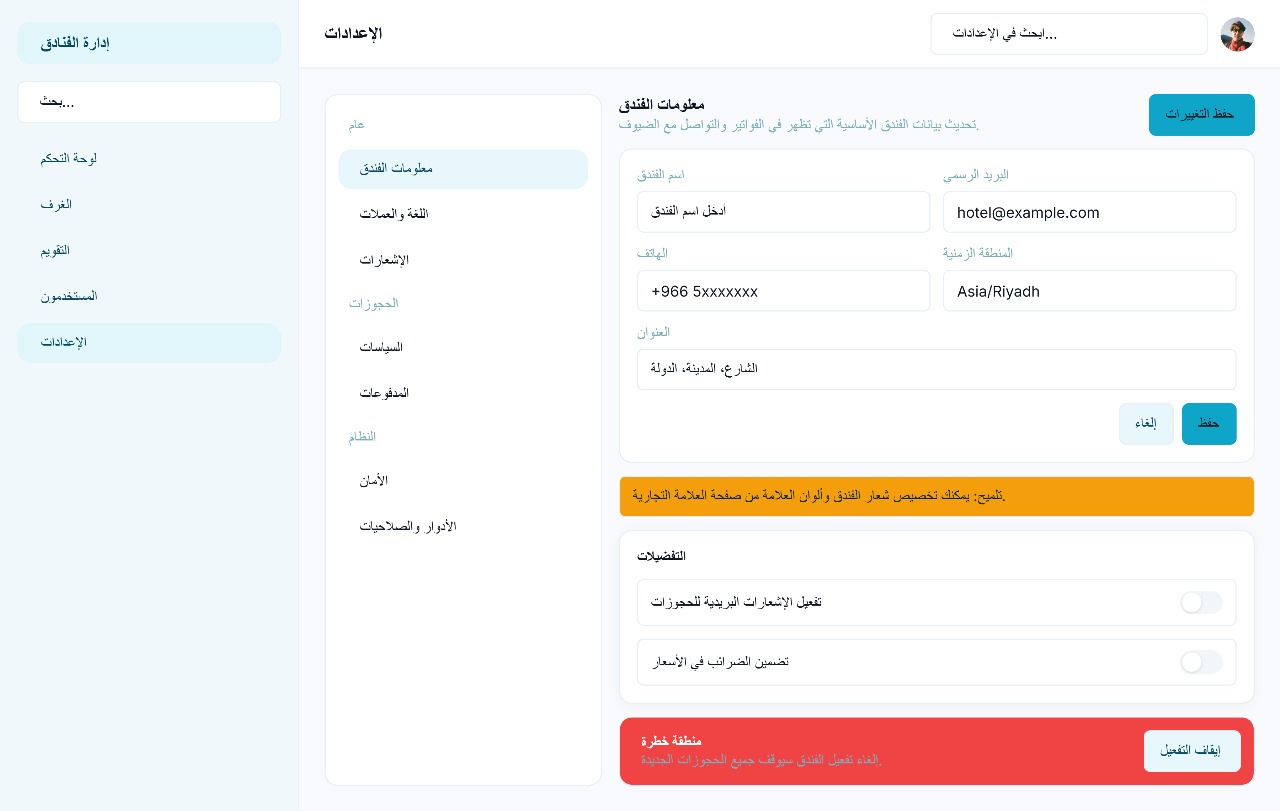 إدارة الفنادق
بحث...
لوحة التحكم
الغرف
التقويم
المستخدمون
الإعدادات
الإعدادات
ابحث في الإعدادات...
عام
معلومات الفندق
اللغة والعملات
الإشعارات
الحجوزات
السياسات
المدفوعات
النظام
الأمان
الأدوار والصلاحيات
معلومات الفندق
تحديث بيانات الفندق الأساسية التي تظهر في الفواتير والتواصل مع الضيوف.
حفظ التغييرات
اسم الفندق
أدخل اسم الفندق
البريد الرسمي
hotel@example.com
الهاتف
+966 5xxxxxxx
المنطقة الزمنية
Asia/Riyadh
العنوان
الشارع، المدينة، الدولة
إلغاء
حفظ
تلميح: يمكنك تخصيص شعار الفندق وألوان العلامة من صفحة العلامة التجارية.
التفضيلات
تفعيل الإشعارات البريدية للحجوزات
تضمين الضرائب في الأسعار
منطقة خطرة
إلغاء تفعيل الفندق سيوقف جميع الحجوزات الجديدة.
إيقاف التفعيل